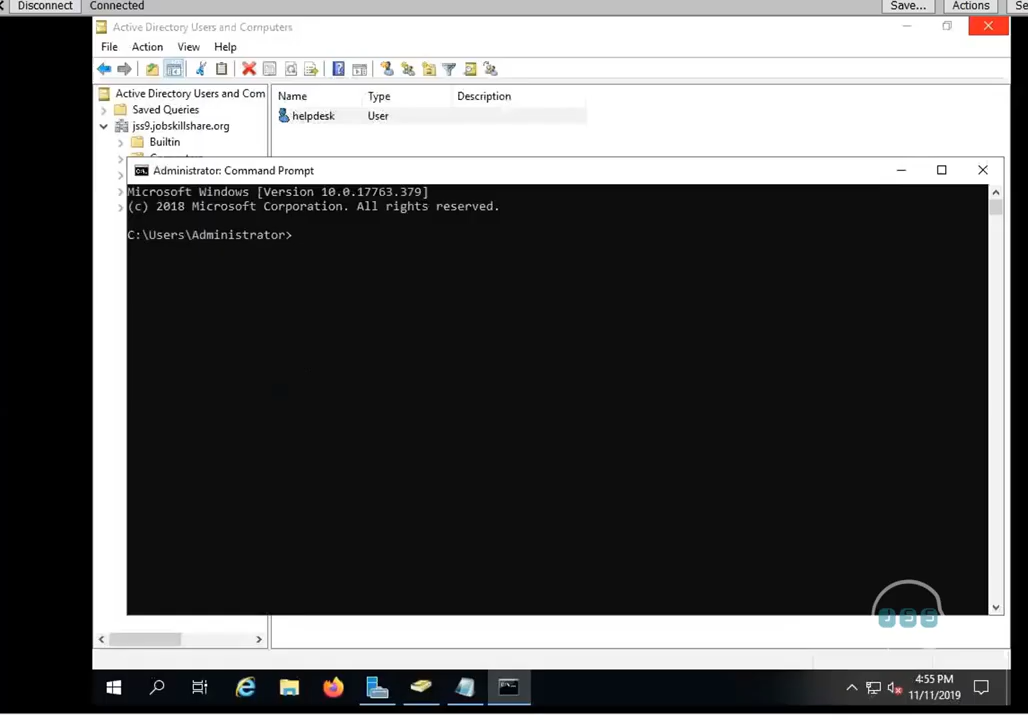 Disconnect
Connected
Save...
Actions
Active Directory Users and Computers
File Action View Help
Active Directory Users and Com
Saved Queries
jss9.jobskillshare.org
Builtin
Name Type Description
helpdesk User
Administrator: Command Prompt
Microsoft Windows [Version 10.0.17763.379]
(c) 2018 Microsoft Corporation. All rights reserved.
C:\Users\Administrator>
JSS
4:55 PM
11/11/2019